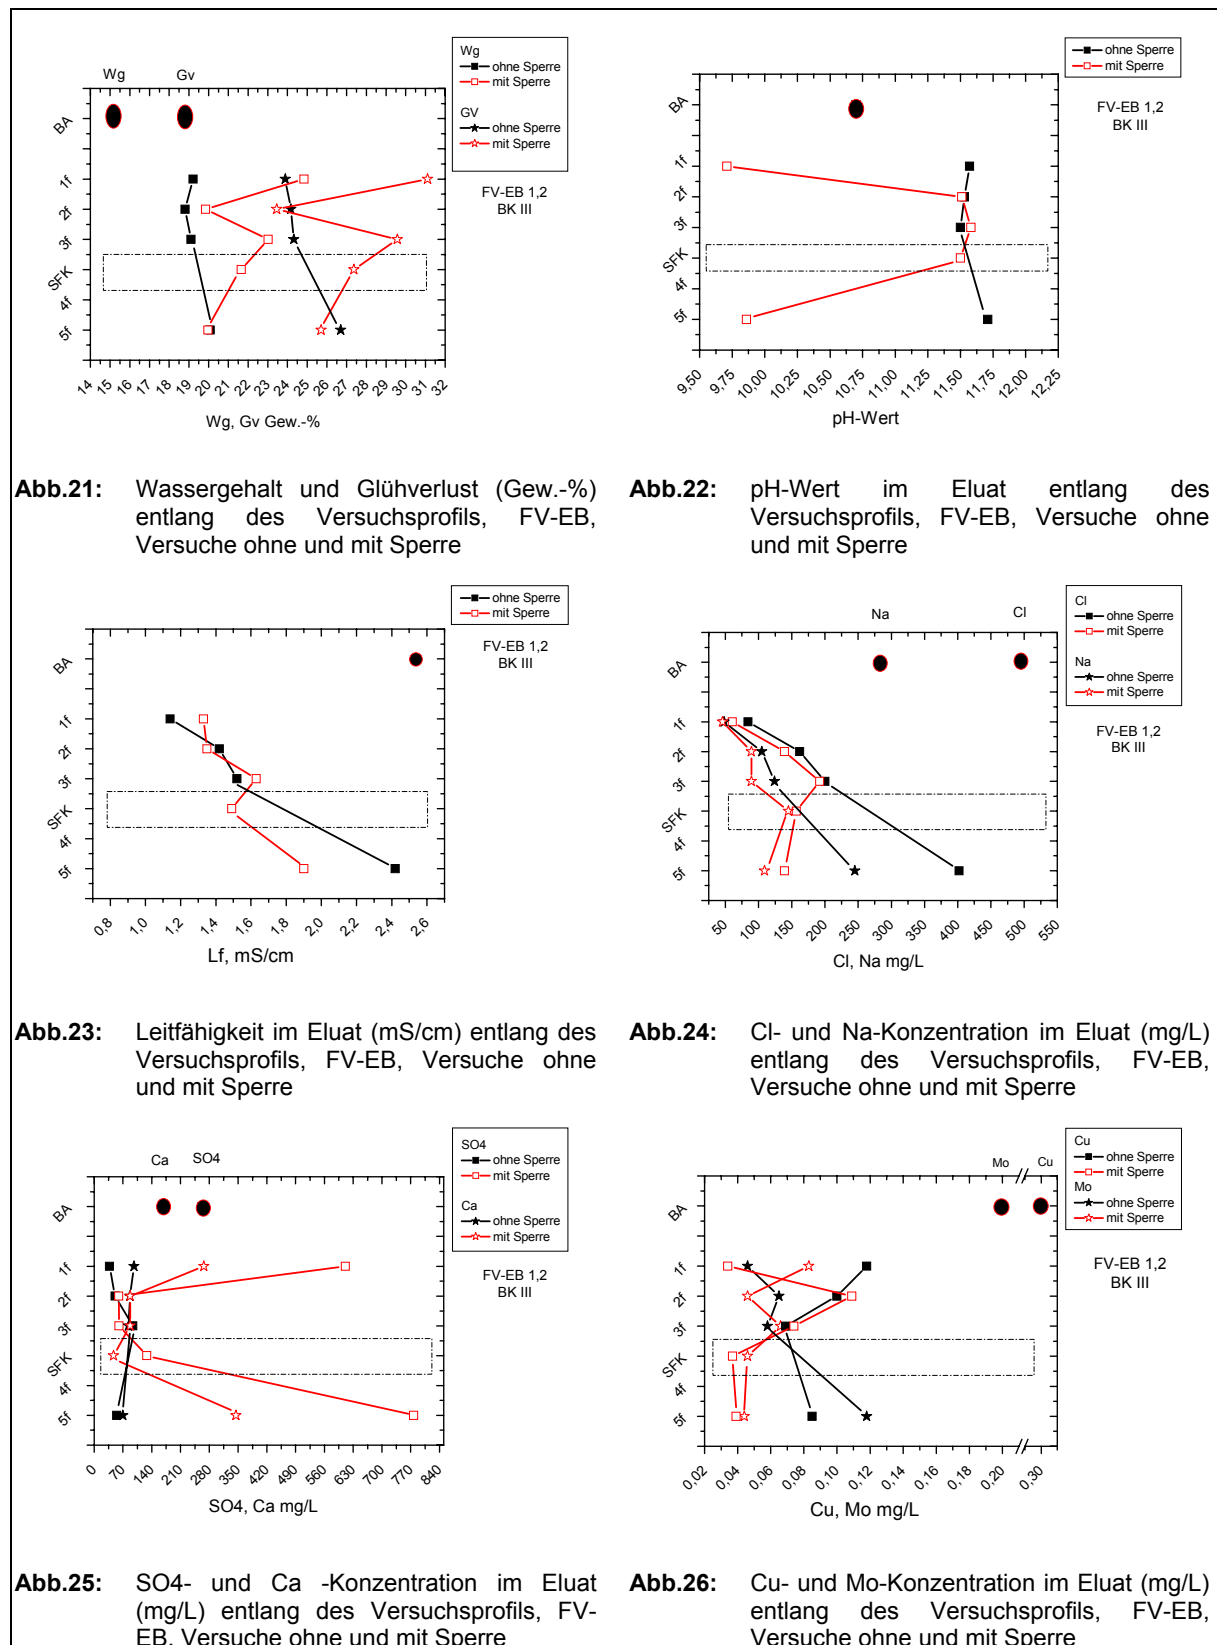 Wg
Gv
Wg
ohne Sperre
mit Sperre
GV
ohne Sperre
mit Sperre
FV-EB 1,2
BK III
BA
1f
2f
3f
SFK
4f
5f
14 15 16 17 18 19 20 21 22 23 24 25 26 27 28 29 30 31 32
Wg, Gv Gew.-%
ohne Sperre
mit Sperre
FV-EB 1,2
BK III
BA
1f
2f
3f
SFK
4f
5f
9,50 9,75 10,00 10,25 10,50 10,75 11,00 11,25 11,50 11,75 12,00 12,25
pH-Wert
Abb.21: Wassergehalt und Glühverlust (Gew.-%)
entlang des Versuchsprofils, FV-EB,
Versuche ohne und mit Sperre
Abb.22: pH-Wert im Eluat entlang des
Versuchsprofils, FV-EB, Versuche ohne
und mit Sperre
ohne Sperre
mit Sperre
FV-EB 1,2
BK III
BA
1f
2f
3f
SFK
4f
5f
0,8 1,0 1,2 1,4 1,6 1,8 2,0 2,2 2,4 2,6
Lf, mS/cm
Na
Cl
Cl
ohne Sperre
mit Sperre
Na
ohne Sperre
mit Sperre
FV-EB 1,2
BK III
BA
1f
2f
3f
SFK
4f
5f
50 100 150 200 250 300 350 400 450 500 550
Cl, Na mg/L
Abb.23: Leitfähigkeit im Eluat (mS/cm) entlang des
Versuchsprofils, FV-EB, Versuche ohne
und mit Sperre
Abb.24: Cl- und Na-Konzentration im Eluat (mg/L)
entlang des Versuchsprofils, FV-EB,
Versuche ohne und mit Sperre
Ca
SO4
SO4
ohne Sperre
mit Sperre
Ca
ohne Sperre
mit Sperre
FV-EB 1,2
BK III
BA
1f
2f
3f
SFK
4f
5f
0 70 140 210 280 350 420 490 560 630 700 770 840
SO4, Ca mg/L
Mo
Cu
Cu
ohne Sperre
mit Sperre
Mo
ohne Sperre
mit Sperre
FV-EB 1,2
BK III
BA
1f
2f
3f
SFK
4f
5f
0,02 0,04 0,06 0,08 0,10 0,12 0,14 0,16 0,18 0,20 0,30
Cu, Mo mg/L
Abb.25: SO4- und Ca -Konzentration im Eluat
(mg/L) entlang des Versuchsprofils, FV-
EB, Versuche ohne und mit Sperre
Abb.26: Cu- und Mo-Konzentration im Eluat (mg/L)
entlang des Versuchsprofils, FV-EB,
Versuche ohne und mit Sperre